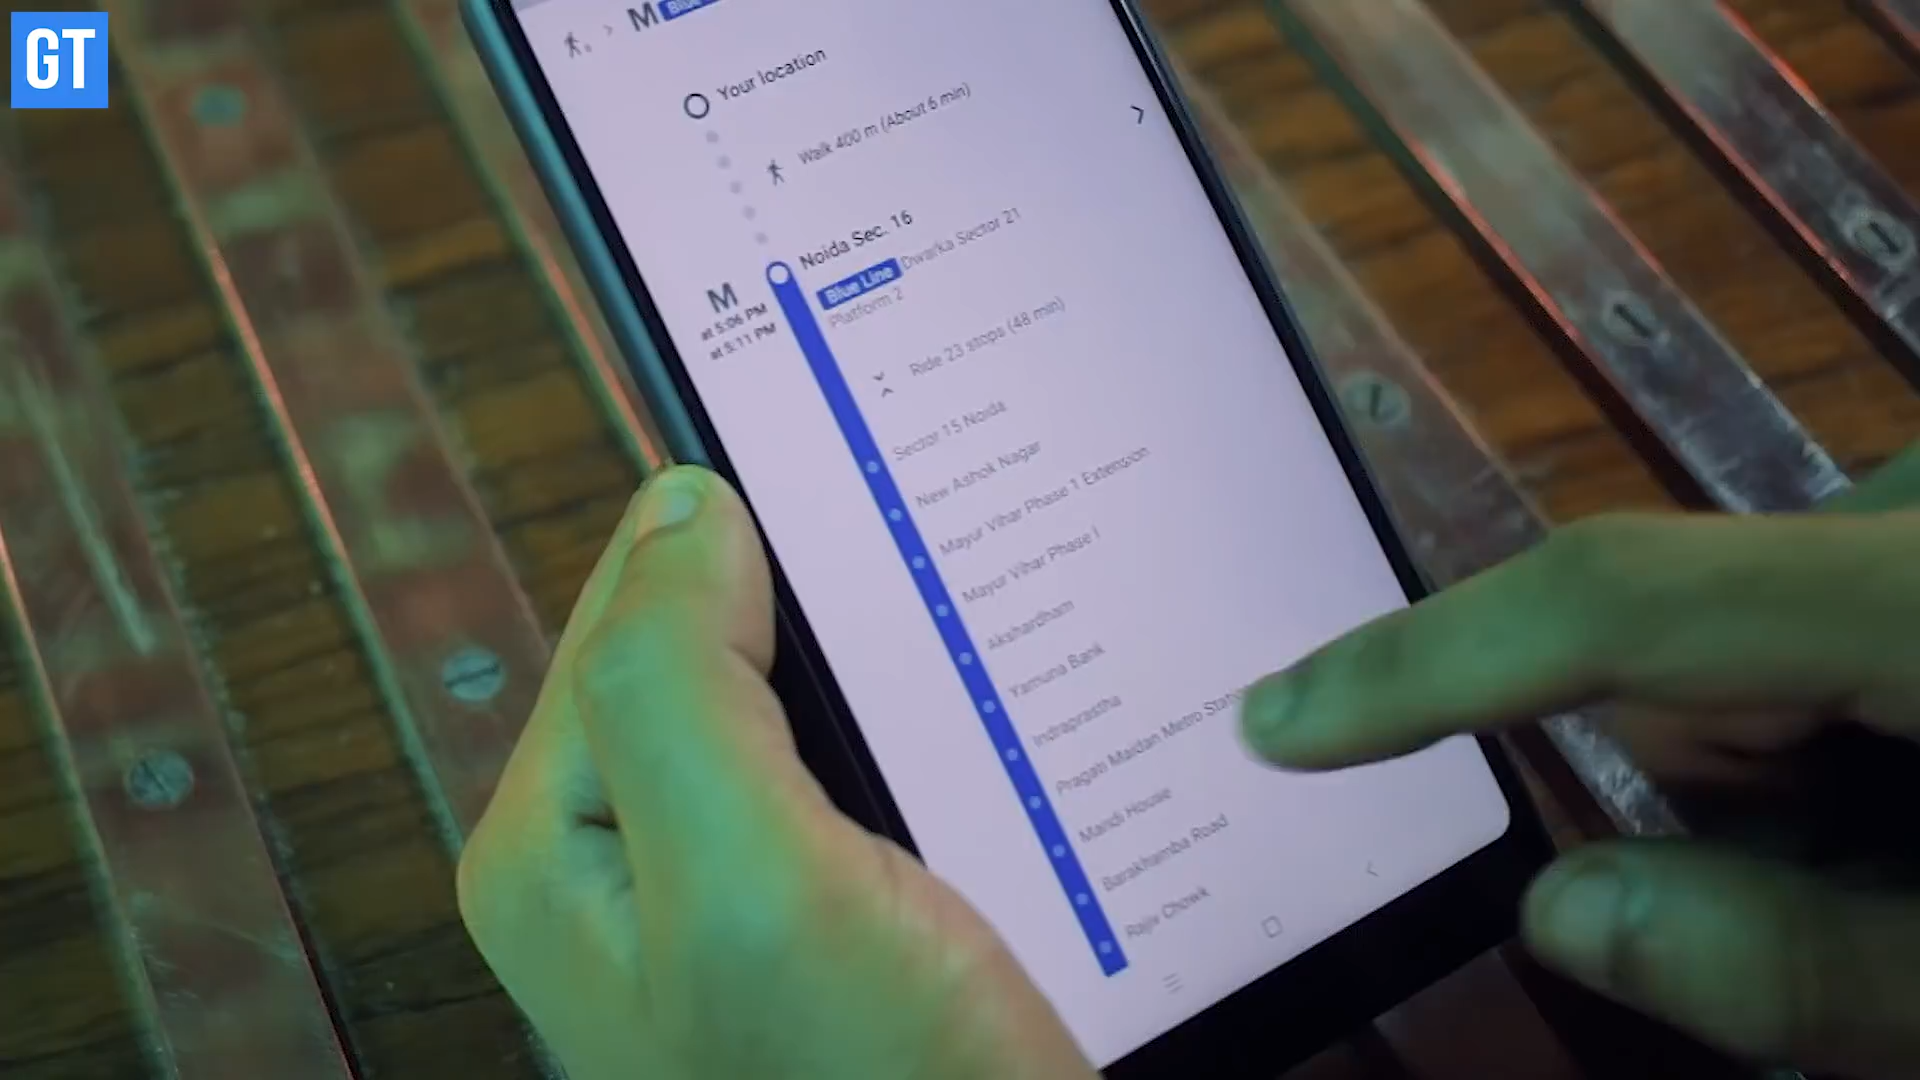 GT
M Blue
Your location
Walk 400 m (About 6 min)
Noida Sec. 16
Blue Line Dwarka Sector 21
Platform 2
M
at 5:06 PM
at 5:11 PM
Ride 23 stops (48 min)
Sector 15 Noida
New Ashok Nagar
Mayur Vihar Phase 1 Extension
Mayur Vihar Phase I
Akshardham
Yamuna Bank
Indraprastha
Pragati Maidan Metro Stati
Mandi House
Barakhamba Road
Rajiv Chowk